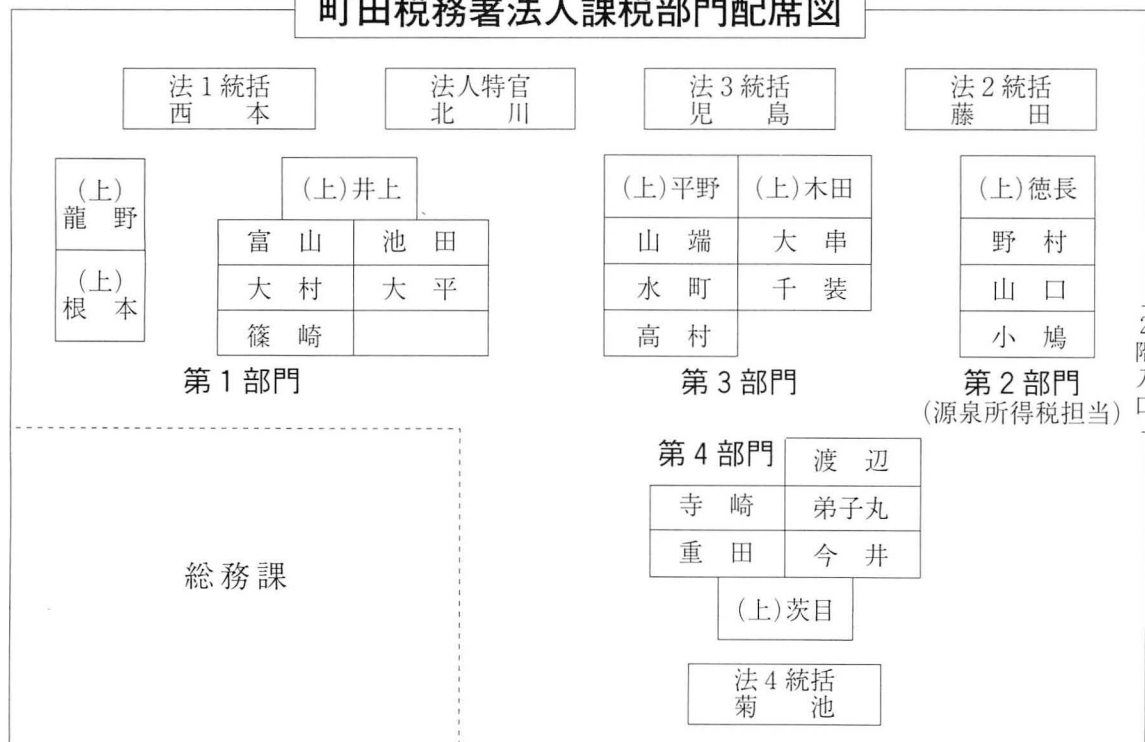 町田税務署法人課税部門配席図
法1統括
西　本
法人特官
北　川
法3統括
児　島
法2統括
藤　田
(上)
龍　野
(上)
根　本
(上)井上
富　山　池　田
大　村　大　平
篠　崎
第1部門
(上)平野　(上)木田
山　端　大　串
水　町　千　装
高　村
第3部門
(上)徳長
野　村
山　口
小　鳩
第2部門
(源泉所得税担当)
2階入口
総務課
第4部門
渡　辺
寺　崎　弟子丸
重　田　今　井
(上)茨目
法4統括
菊　池